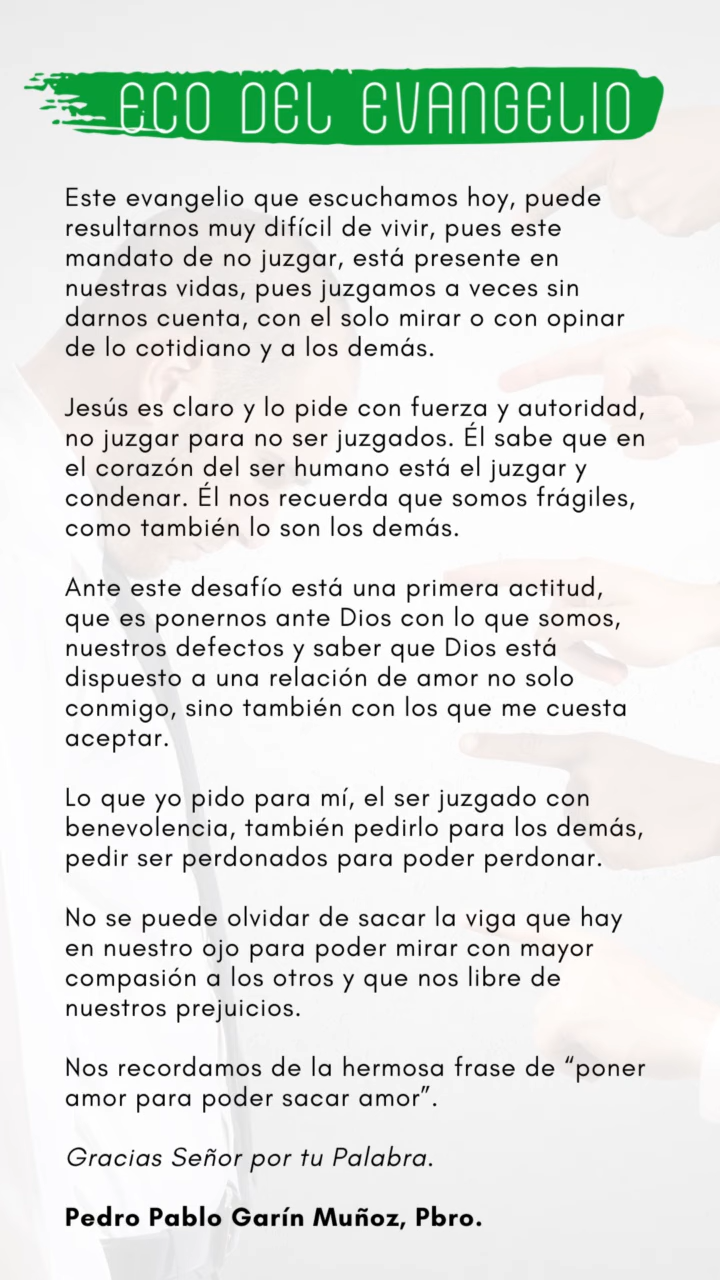 ECO DEL EVANGELIO
Este evangelio que escuchamos hoy, puede
resultarnos muy difícil de vivir, pues este
mandato de no juzgar, está presente en
nuestras vidas, pues juzgamos a veces sin
darnos cuenta, con el solo mirar o con opinar
de lo cotidiano y a los demás.
Jesús es claro y lo pide con fuerza y autoridad,
no juzgar para no ser juzgados. Él sabe que en
el corazón del ser humano está el juzgar y
condenar. Él nos recuerda que somos frágiles,
como también lo son los demás.
Ante este desafío está una primera actitud,
que es ponernos ante Dios con lo que somos,
nuestros defectos y saber que Dios está
dispuesto a una relación de amor no solo
conmigo, sino también con los que me cuesta
aceptar.
Lo que yo pido para mí, el ser juzgado con
benevolencia, también pedirlo para los demás,
pedir ser perdonados para poder perdonar.
No se puede olvidar de sacar la viga que hay
en nuestro ojo para poder mirar con mayor
compasión a los otros y que nos libre de
nuestros prejuicios.
Nos recordamos de la hermosa frase de “poner
amor para poder sacar amor”.
Gracias Señor por tu Palabra.
Pedro Pablo Garín Muñoz, Pbro.